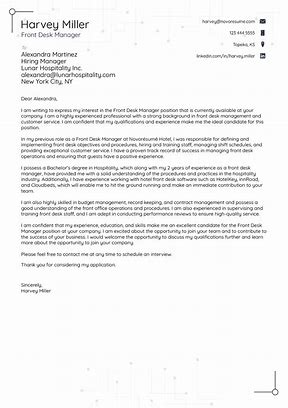 Harvey Miller
Front Desk Manager
harvey@novoresume.com
123 444 5555
Topeka, KS
linkedin.com/in/harvey.miller
To
Alexandra Martinez
Hiring Manager
Lunar Hospitality Inc.
alexandra@lunarhospitality.com
New York City, NY
Dear Alexandra,
I am writing to express my interest in the Front Desk Manager position that is currently available at your
company. I am a highly experienced professional with a strong background in front desk management and
customer service. I am confident that my qualifications and experience make me the ideal candidate for this
position.
In my previous role as a Front Desk Manager at Novorésumé Hotel, I was responsible for defining and
implementing front desk objectives and procedures, hiring and training staff, managing shift schedules, and
providing exceptional customer service. I have a proven track record of success in managing front desk
operations and ensuring that guests have a positive experience.
I possess a Bachelor's degree in Hospitality, which along with my 2 years of experience as a front desk
manager, have provided me with a solid understanding of the procedures and practices in the hospitality
industry. Additionally, I have experience working with hotel front desk software such as HotelKey, innRoad,
and Cloudbeds, which will enable me to hit the ground running and make an immediate contribution to your
team.
I am also highly skilled in budget management, record keeping, and contract management and possess a
good understanding of the front office operations and procedures. I am also experienced in supervising and
training front desk staff, and I am adept in conducting performance reviews to ensure high-quality service.
I am confident that my experience, education, and skills make me an excellent candidate for the Front Desk
Manager position at your company. I am excited about the opportunity to join your team and to contribute to
the success of your business. I would welcome the opportunity to discuss my qualifications further and learn
more about the opportunity to join your company.
Please feel free to contact me at any time to schedule an interview.
Thank you for considering my application.
Sincerely,
Harvey Miller